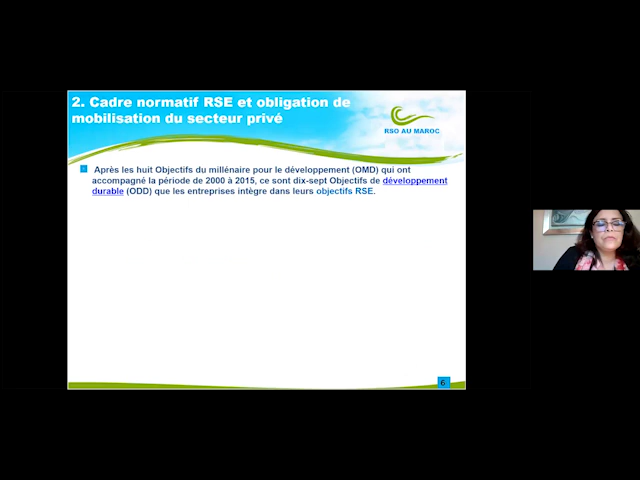 2. Cadre normatif RSE et obligation de
mobilisation du secteur privé
RSO AU MAROC
Après les huit Objectifs du millénaire pour le développement (OMD) qui ont
accompagné la période de 2000 à 2015, ce sont dix-sept Objectifs de développement
durable (ODD) que les entreprises intègre dans leurs objectifs RSE.
6